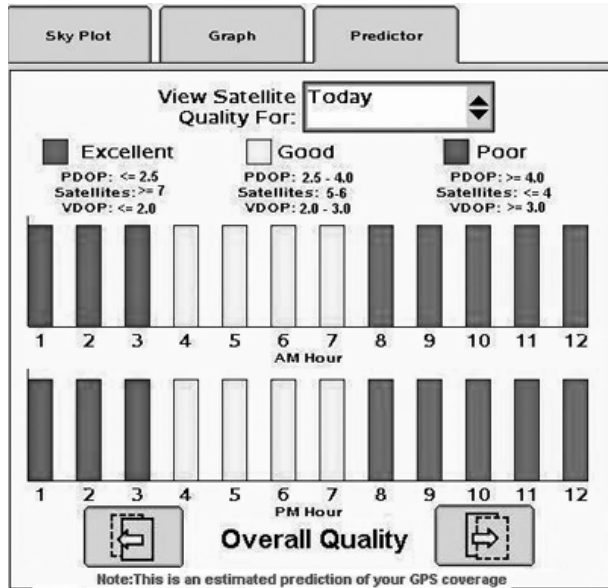 Sky Plot Graph Predictor
View Satellite Today
Quality For:
Excellent Good Poor
PDOP: <= 2.5 PDOP: 2.5 - 4.0 PDOP: >= 4.0
Satellites: >= 7 Satellites: 5-6 Satellites: <= 4
VDOP: <= 2.0 VDOP: 2.0 - 3.0 VDOP: >= 3.0
1 2 3 4 5 6 7 8 9 10 11 12
AM Hour
1 2 3 4 5 6 7 8 9 10 11 12
PM Hour
Overall Quality
Note:This is an estimated prediction of your GPS coverage